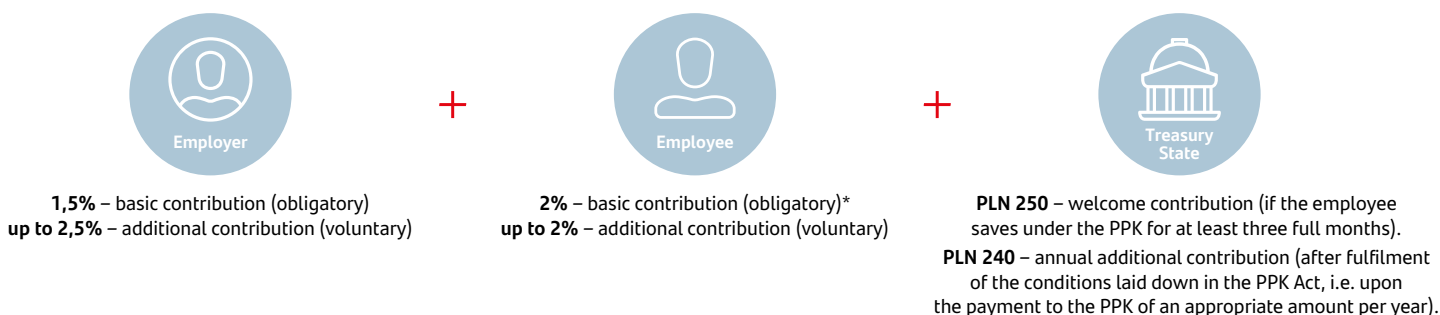 Employer
1,5% – basic contribution (obligatory)
up to 2,5% – additional contribution (voluntary)
+
Employee
2% – basic contribution (obligatory)*
up to 2% – additional contribution (voluntary)
+
Treasury
State
PLN 250 – welcome contribution (if the employee
saves under the PPK for at least three full months).
PLN 240 – annual additional contribution (after fulfilment
of the conditions laid down in the PPK Act, i.e. upon
the payment to the PPK of an appropriate amount per year).